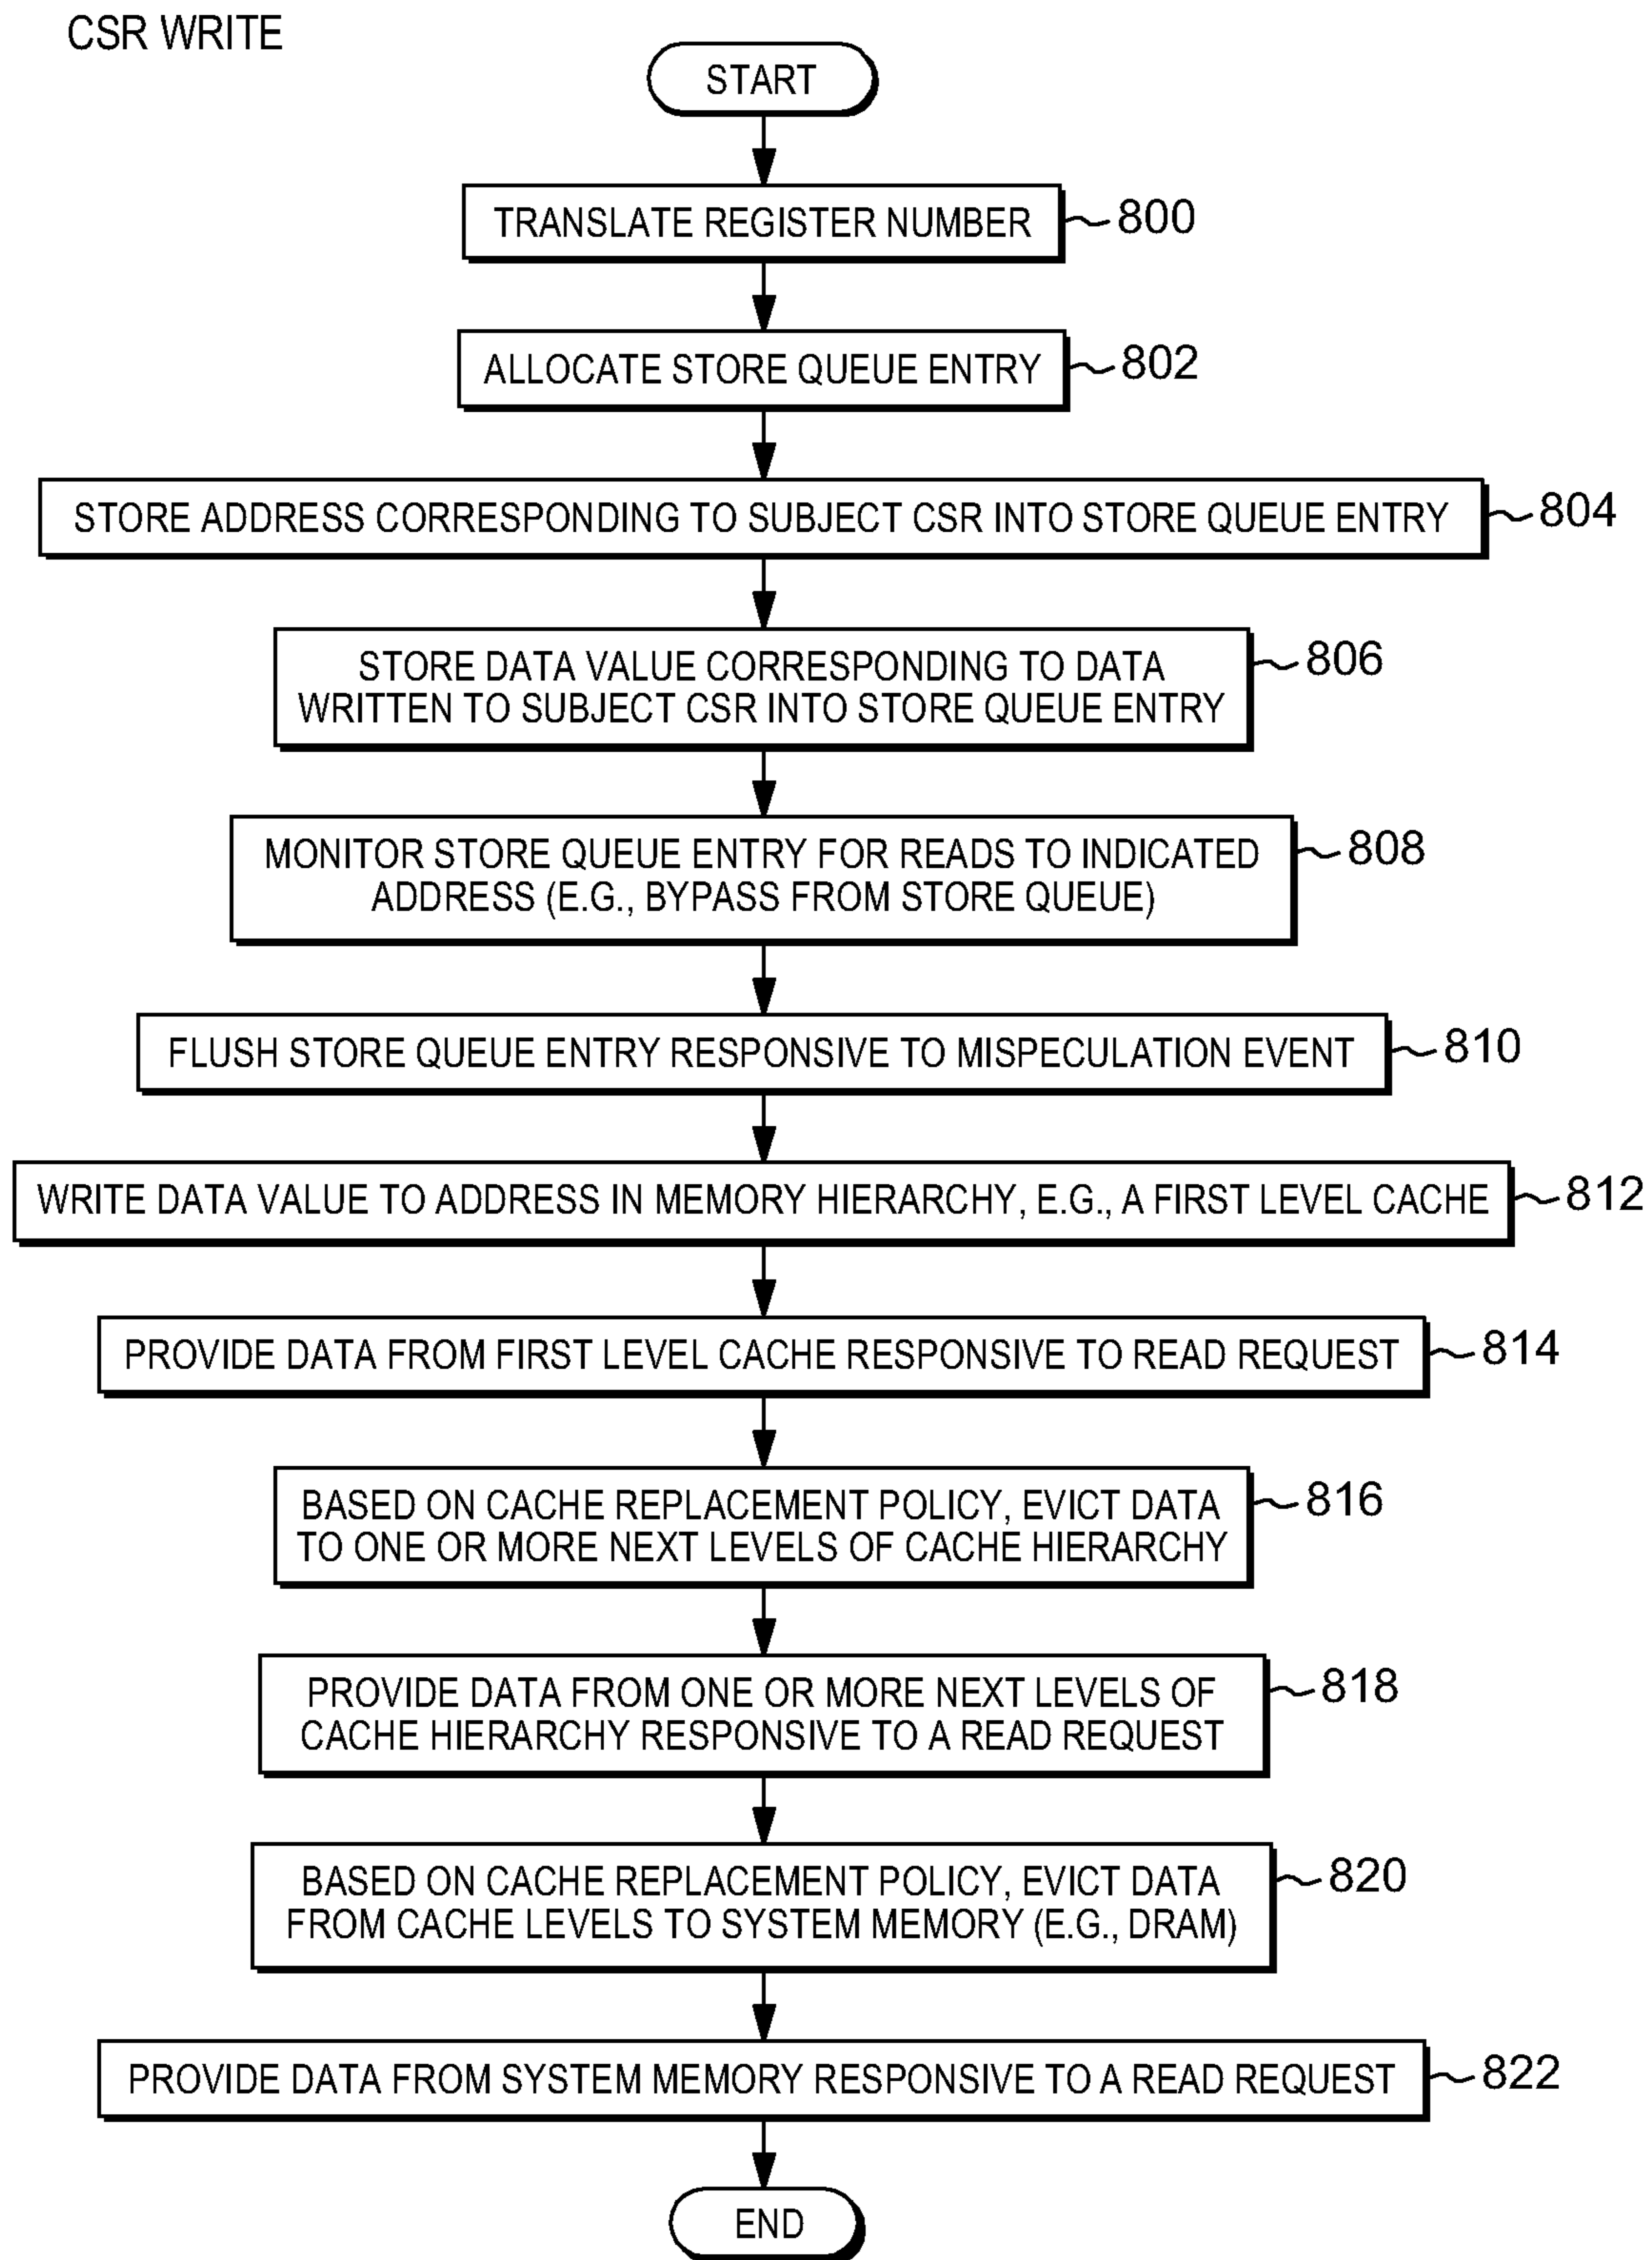 CSR WRITE
START
TRANSLATE REGISTER NUMBER
800
ALLOCATE STORE QUEUE ENTRY
802
STORE ADDRESS CORRESPONDING TO SUBJECT CSR INTO STORE QUEUE ENTRY
804
STORE DATA VALUE CORRESPONDING TO DATA
WRITTEN TO SUBJECT CSR INTO STORE QUEUE ENTRY
806
MONITOR STORE QUEUE ENTRY FOR READS TO INDICATED
ADDRESS (E.G., BYPASS FROM STORE QUEUE)
808
FLUSH STORE QUEUE ENTRY RESPONSIVE TO MISPECULATION EVENT
810
WRITE DATA VALUE TO ADDRESS IN MEMORY HIERARCHY, E.G., A FIRST LEVEL CACHE
812
PROVIDE DATA FROM FIRST LEVEL CACHE RESPONSIVE TO READ REQUEST
814
BASED ON CACHE REPLACEMENT POLICY, EVICT DATA
TO ONE OR MORE NEXT LEVELS OF CACHE HIERARCHY
816
PROVIDE DATA FROM ONE OR MORE NEXT LEVELS OF
CACHE HIERARCHY RESPONSIVE TO A READ REQUEST
818
BASED ON CACHE REPLACEMENT POLICY, EVICT DATA
FROM CACHE LEVELS TO SYSTEM MEMORY (E.G., DRAM)
820
PROVIDE DATA FROM SYSTEM MEMORY RESPONSIVE TO A READ REQUEST
822
END